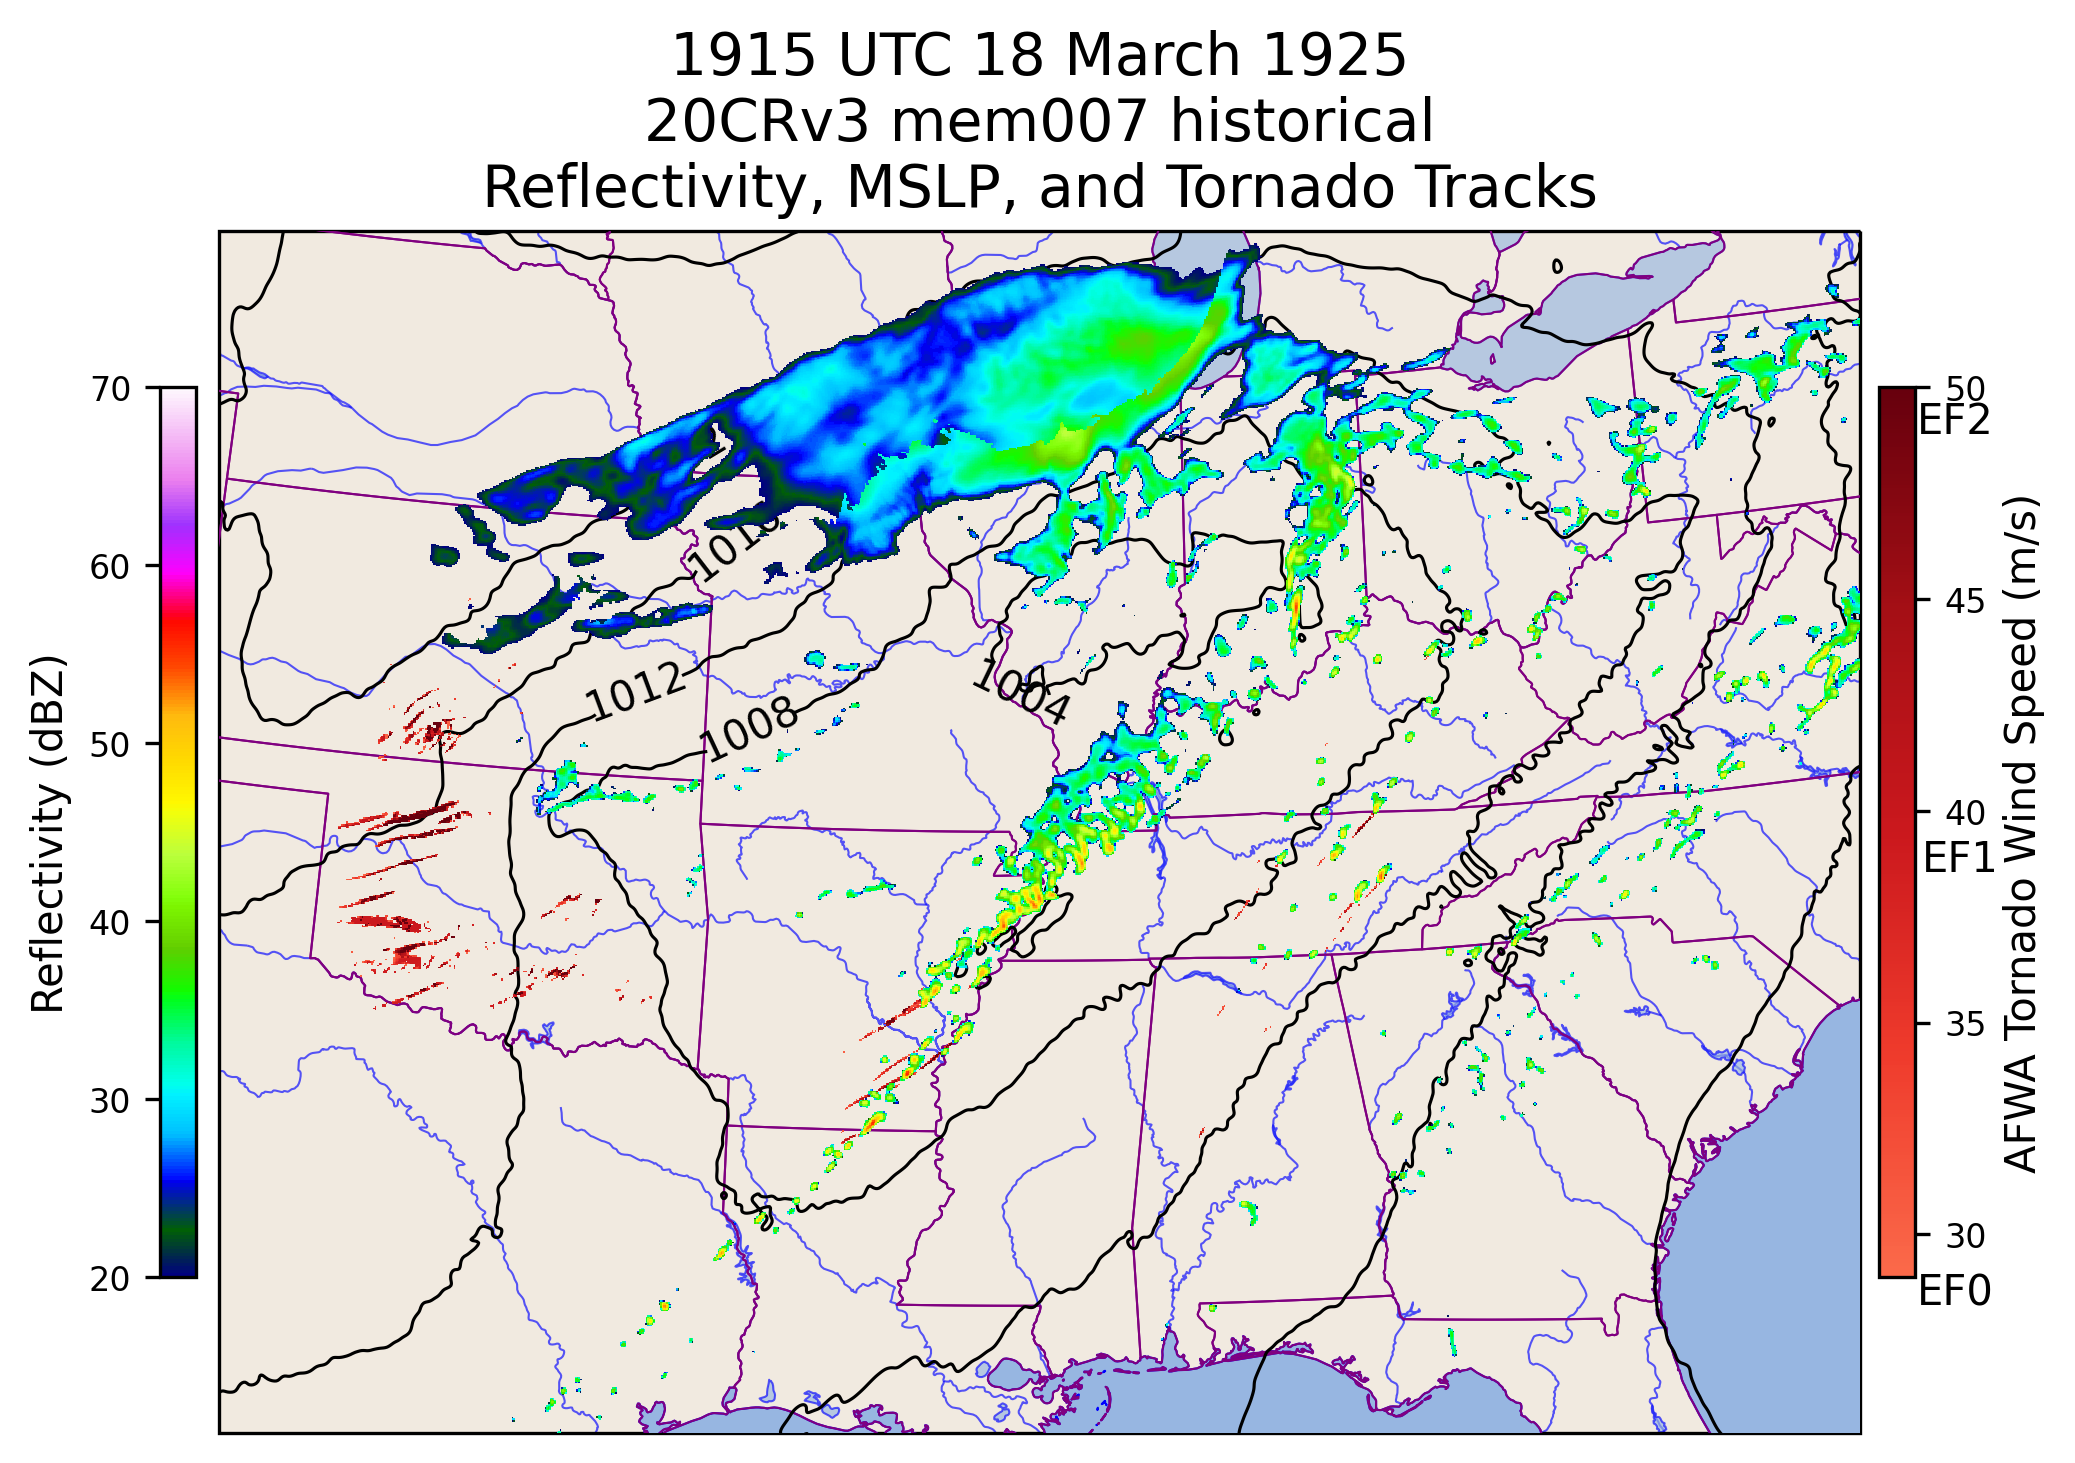 1915 UTC 18 March 1925
20CRv3 mem007 historical
Reflectivity, MSLP, and Tornado Tracks
Reflectivity (dBZ)
70
60
50
40
30
20
1012
1008
1004
50
EF2
45
40
EF1
35
30
EF0
AFWA Tornado Wind Speed (m/s)